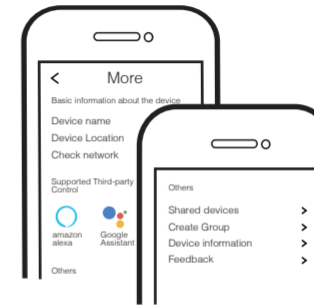 More
Basic information about the device
Device name
Device Location
Check network
Supported Third-party
Control
amazon
alexa
Google
Assistant
Others
Others
Shared devices
Create Group
Device information
Feedback